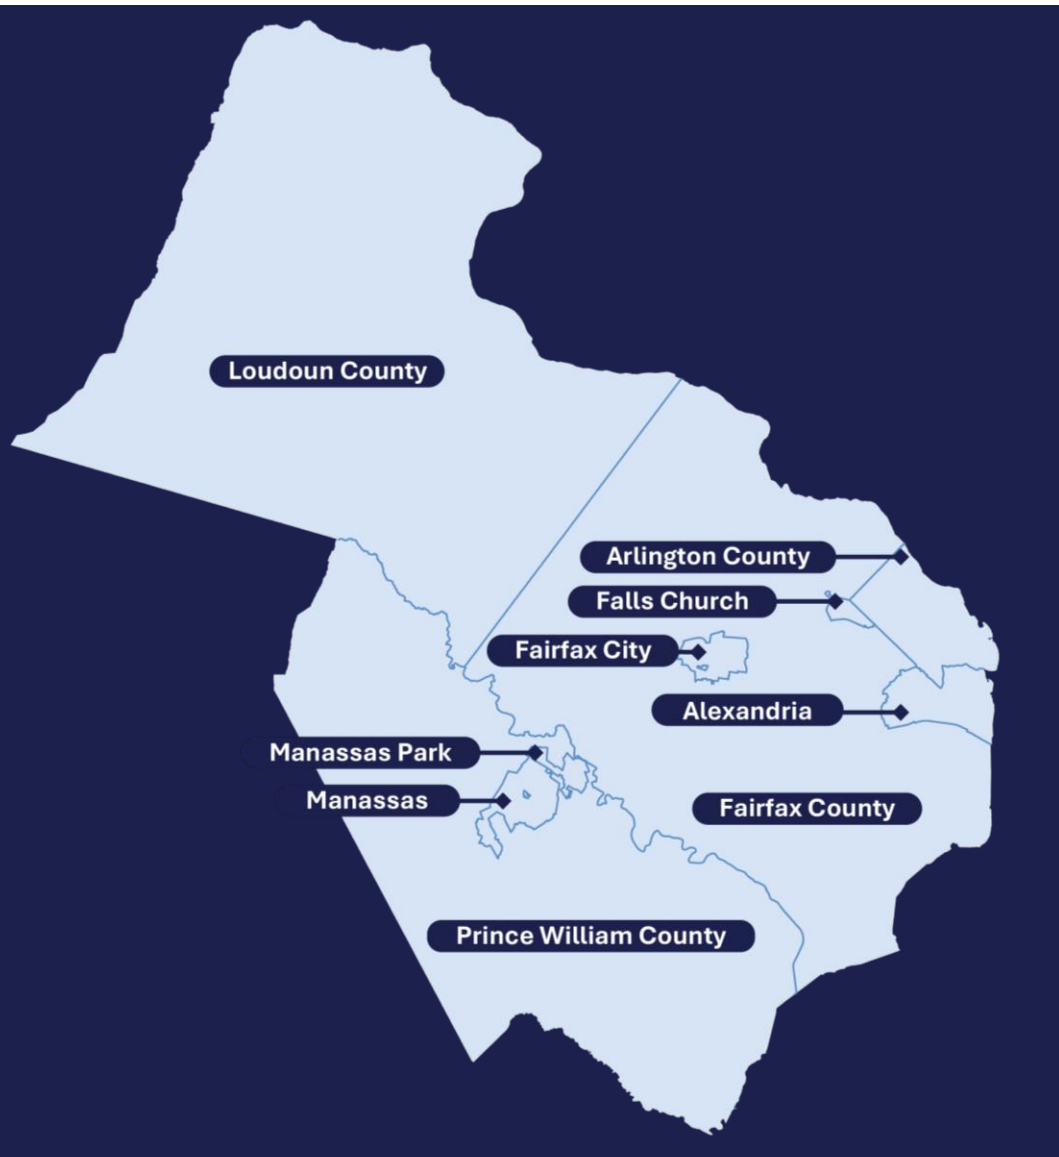 Loudoun County
Arlington County
Falls Church
Fairfax City
Alexandria
Manassas Park
Manassas
Fairfax County
Prince William County